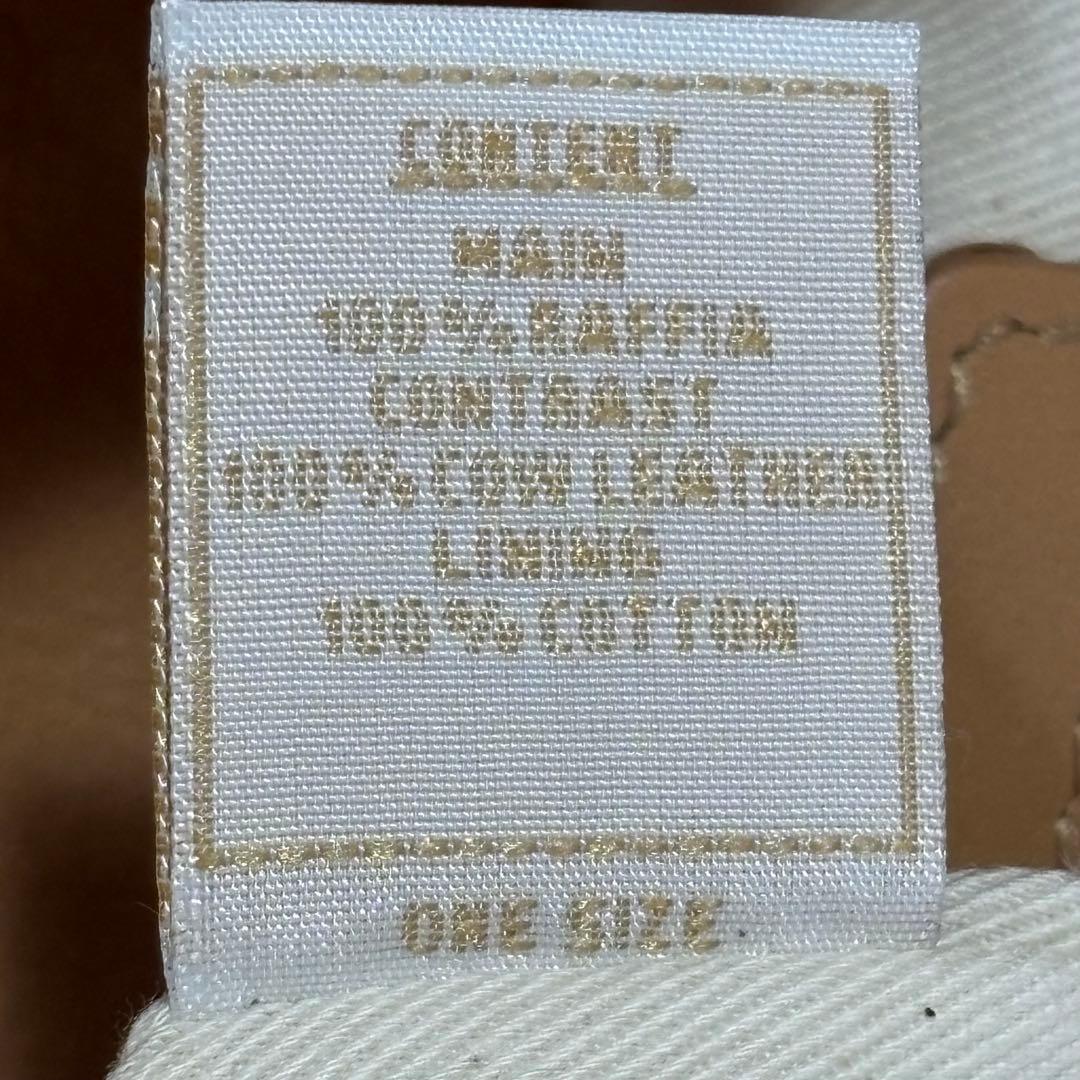 CONTENT
MAIN
100% RAFFIA
CONTRAST
100% COW LEATHER
LINING
100% COTTON
ONE SIZE